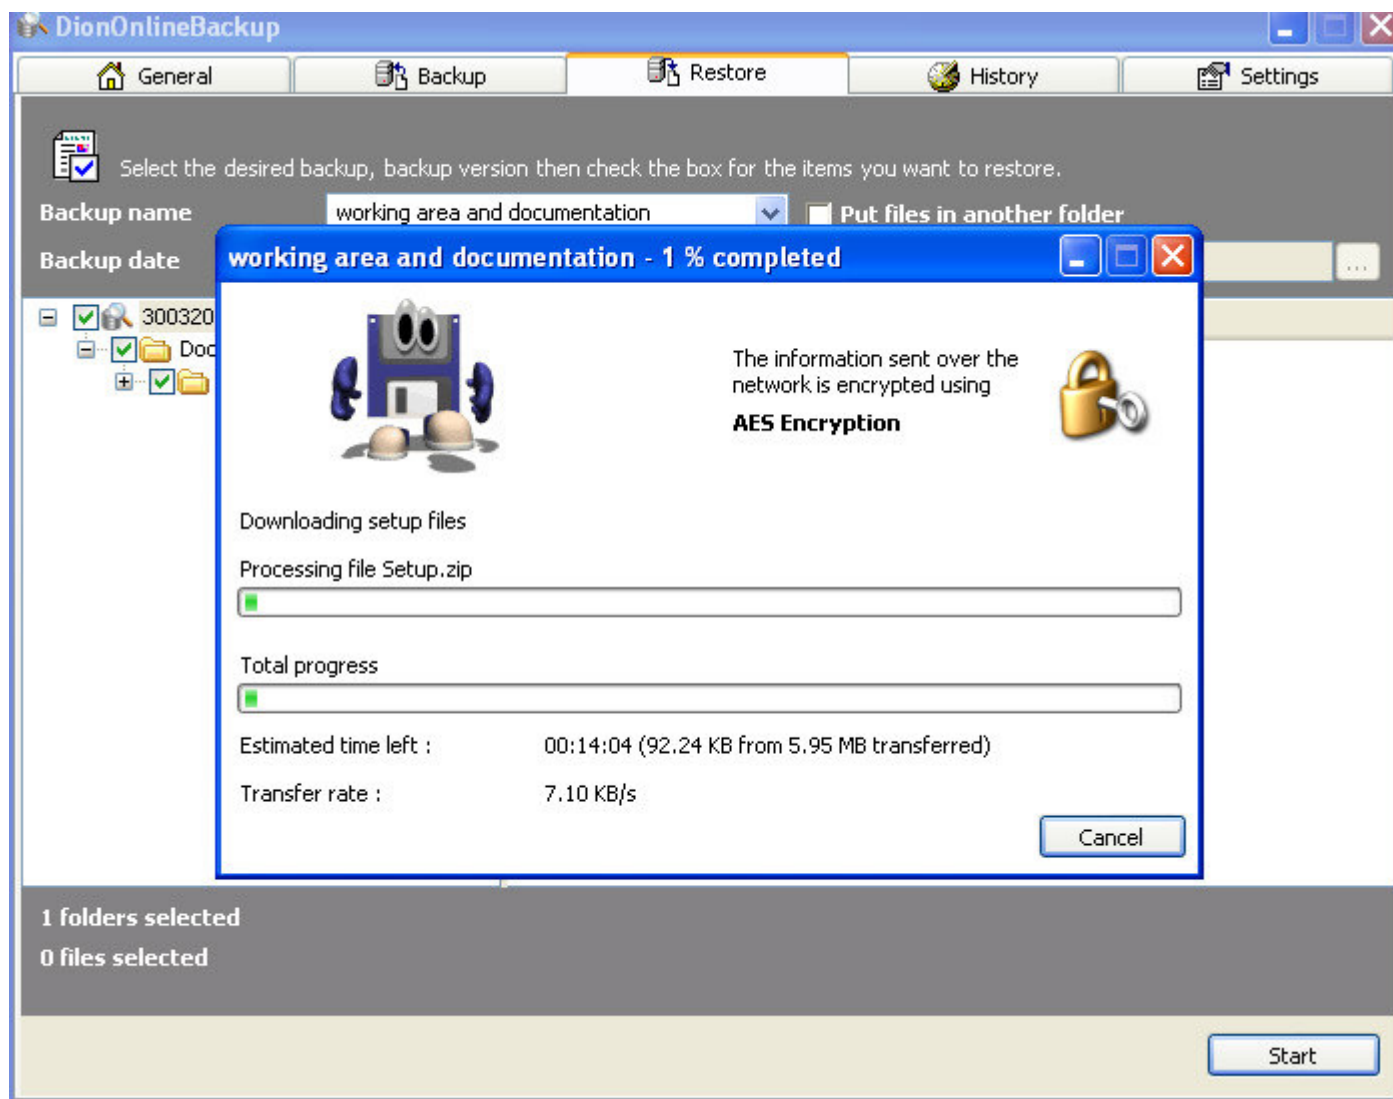 DionOnlineBackup
General Backup Restore History Settings
Select the desired backup, backup version then check the box for the items you want to restore.
Backup name working area and documentation Put files in another folder
Backup date ...
working area and documentation - 1 % completed
300320
Doc
The information sent over the
network is encrypted using
AES Encryption
Downloading setup files
Processing file Setup.zip
Total progress
Estimated time left : 00:14:04 (92.24 KB from 5.95 MB transferred)
Transfer rate : 7.10 KB/s
Cancel
1 folders selected
0 files selected
Start